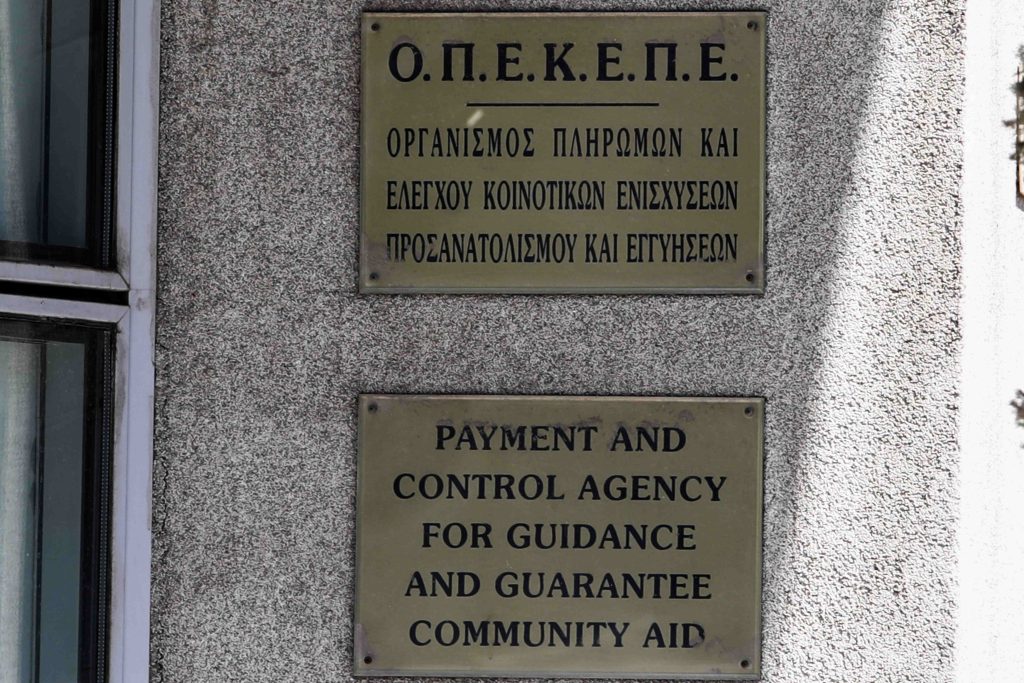 Ο.Π.Ε.Κ.Ε.Π.Ε.
ΟΡΓΑΝΙΣΜΟΣ ΠΛΗΡΩΜΩΝ ΚΑΙ
ΕΛΕΓΧΟΥ ΚΟΙΝΟΤΙΚΩΝ ΕΝΙΣΧΥΣΕΩΝ
ΠΡΟΣΑΝΑΤΟΛΙΣΜΟΥ ΚΑΙ ΕΓΓΥΗΣΕΩΝ
PAYMENT AND
CONTROL AGENCY
FOR GUIDANCE
AND GUARANTEE
COMMUNITY AID